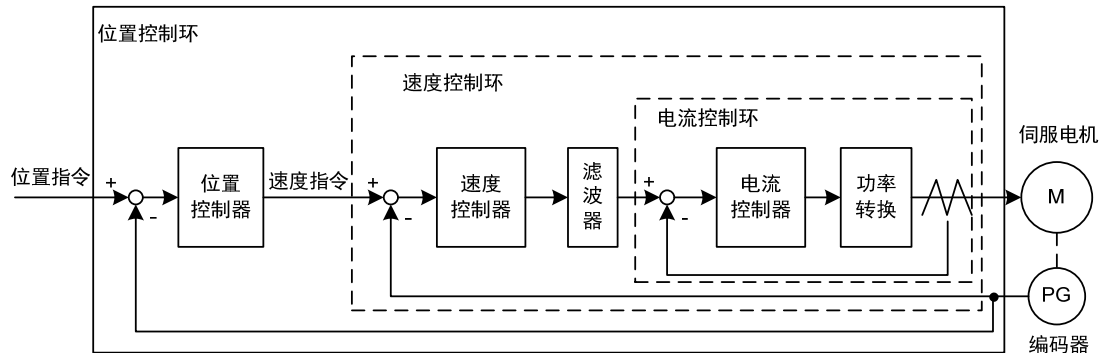 位置控制环
速度控制环
电流控制环
伺服电机
位置指令
+
-
位置
控制器
速度指令
+
-
速度
控制器
滤
波
器
+
-
电流
控制器
功率
转换
M
PG
编码器